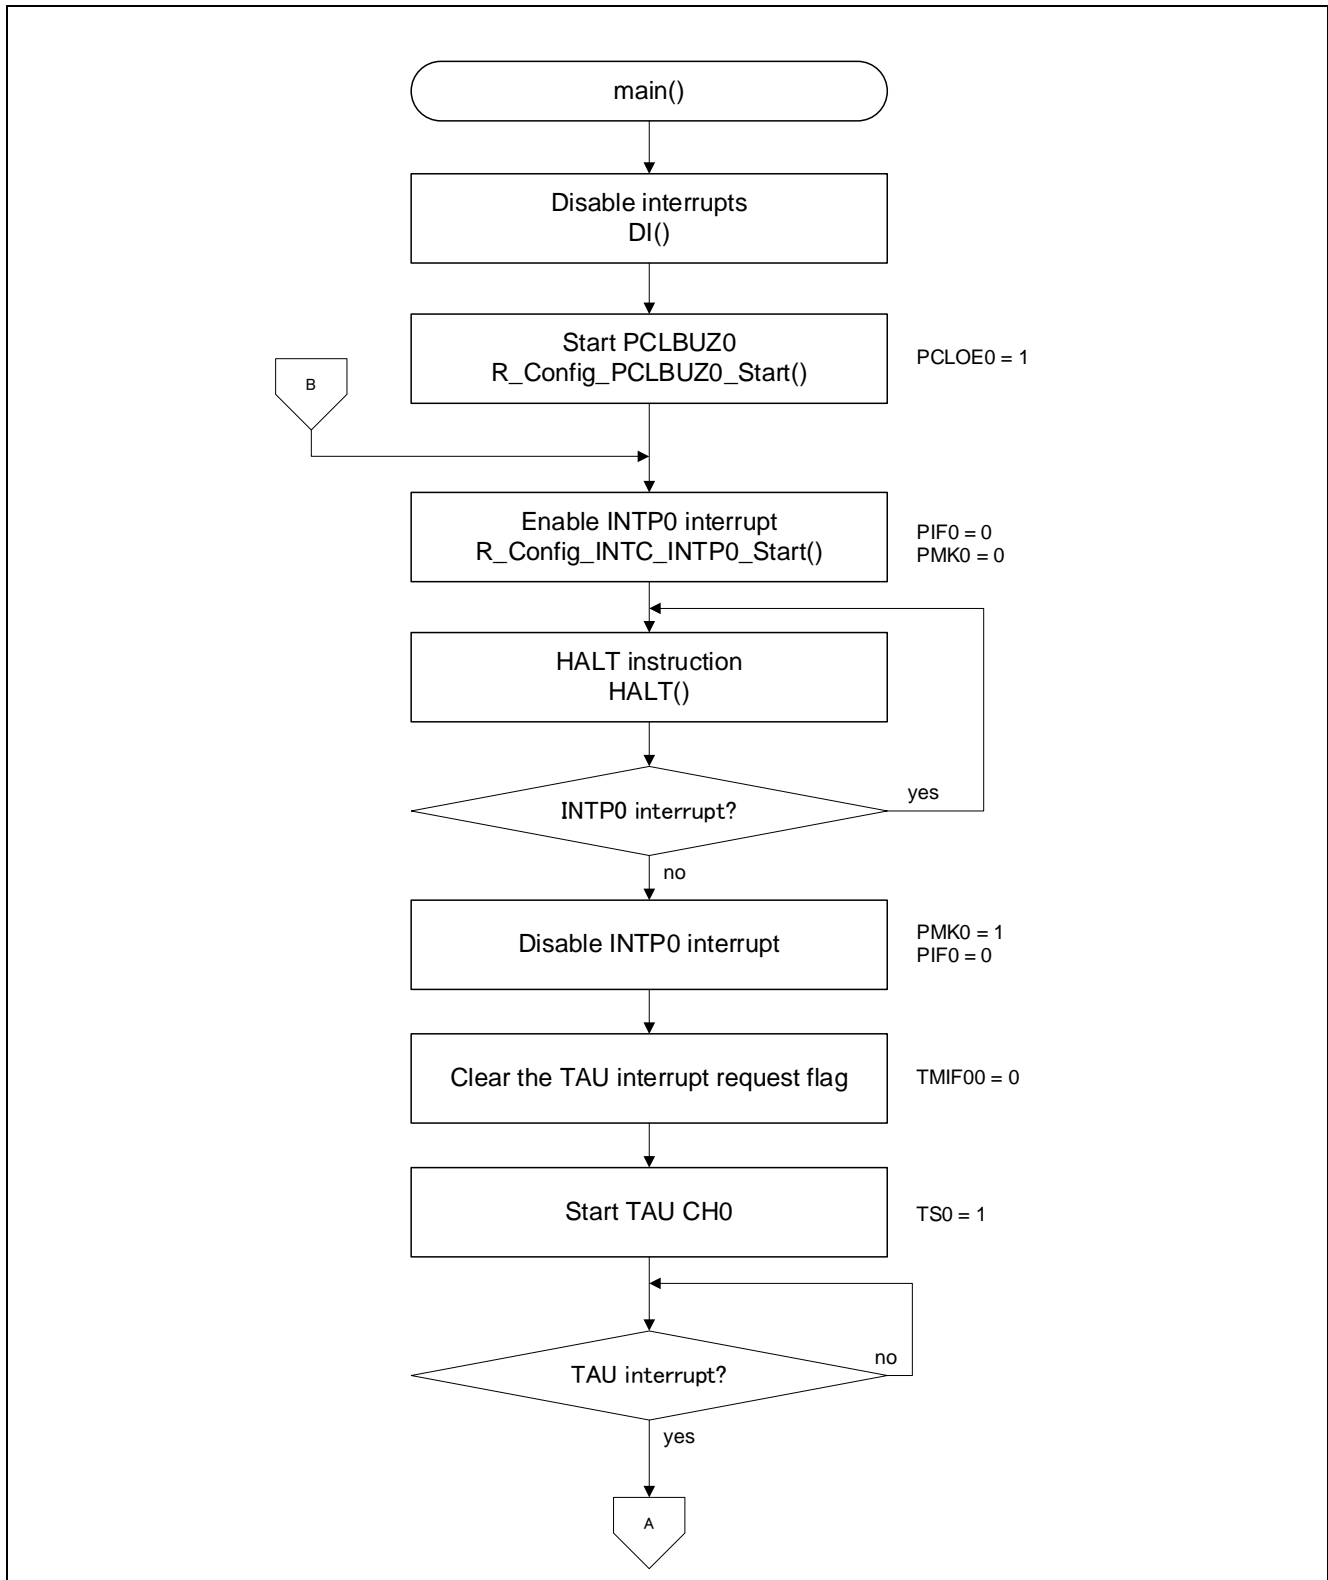 main()
Disable interrupts
DI()
Start PCLBUZ0
R_Config_PCLBUZ0_Start()
PCLOE0 = 1
B
Enable INTP0 interrupt
R_Config_INTC_INTP0_Start()
PIF0 = 0
PMK0 = 0
HALT instruction
HALT()
INTP0 interrupt?
yes
no
Disable INTP0 interrupt
PMK0 = 1
PIF0 = 0
Clear the TAU interrupt request flag
TMIF00 = 0
Start TAU CH0
TS0 = 1
TAU interrupt?
no
yes
A